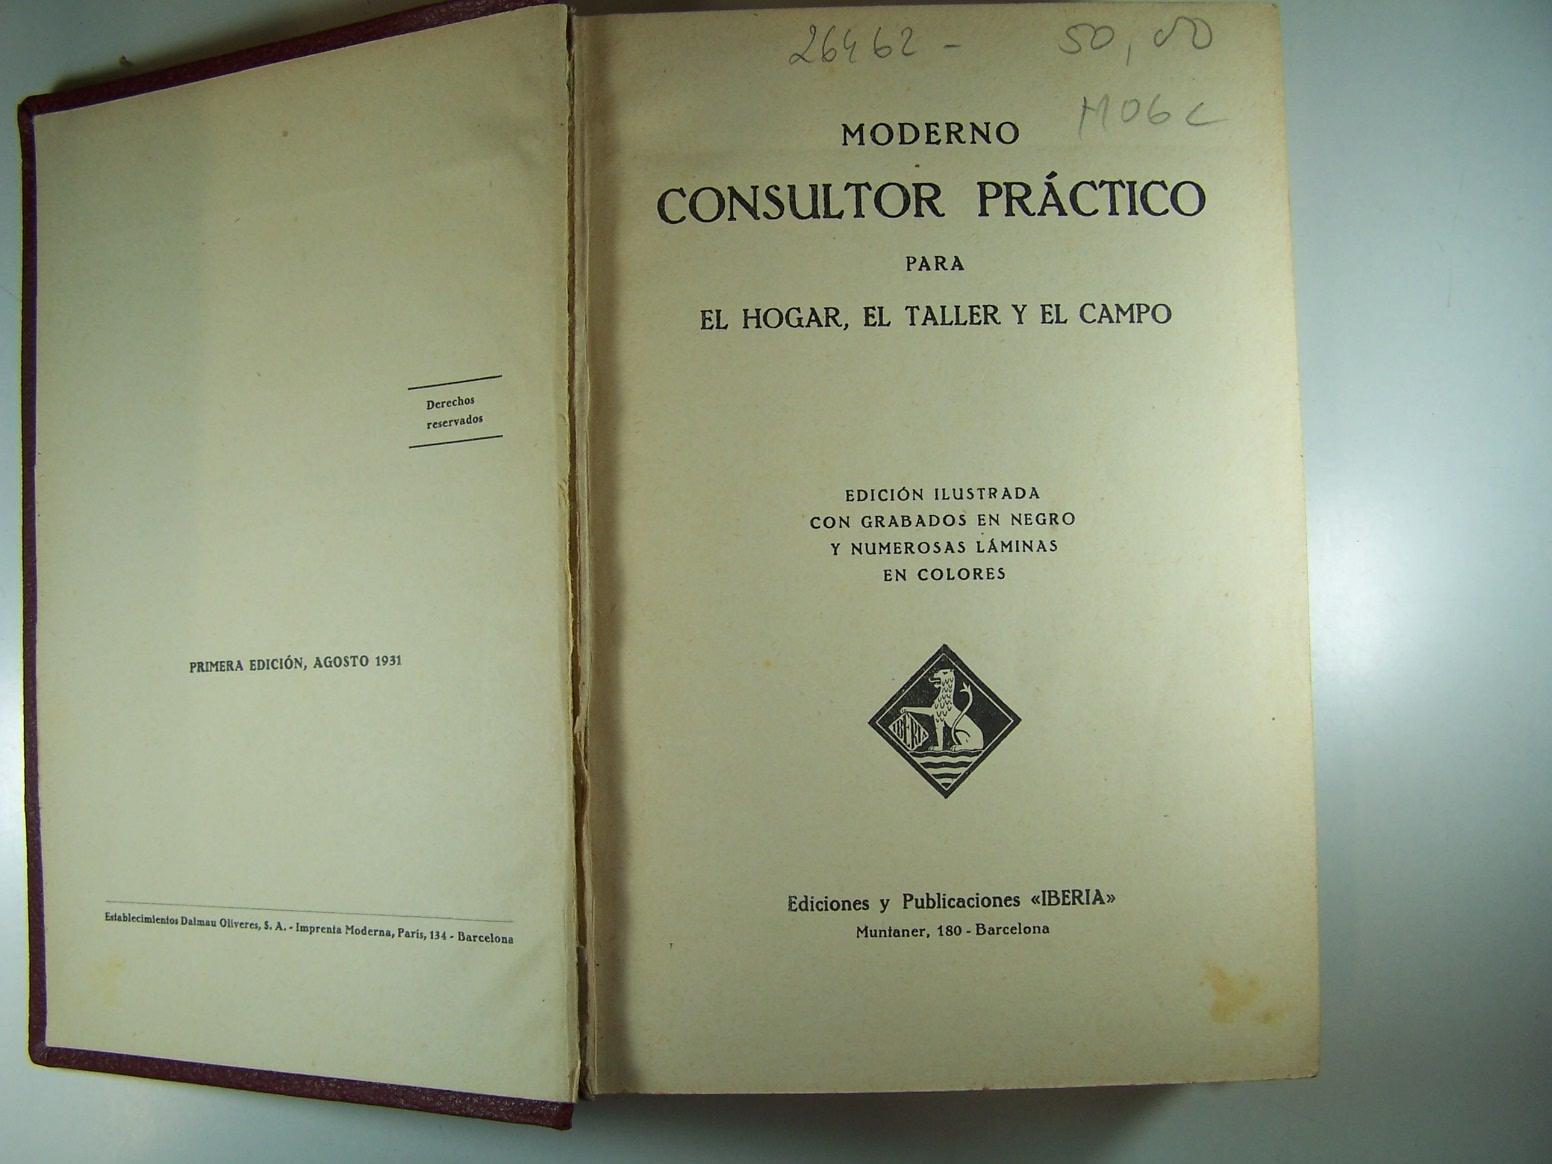 Derechos
reservados
PRIMERA EDICIÓN, AGOSTO 1931
Establecimientos Dalmau Oliveres, S. A. - Imprenta Moderna, París, 134 - Barcelona
26462 - 50,00
MODERNO
CONSULTOR PRÁCTICO
PARA
EL HOGAR, EL TALLER Y EL CAMPO
EDICIÓN ILUSTRADA
CON GRABADOS EN NEGRO
Y NUMEROSAS LÁMINAS
EN COLORES
IBERIA
Ediciones y Publicaciones «IBERIA»
Muntaner, 180 - Barcelona